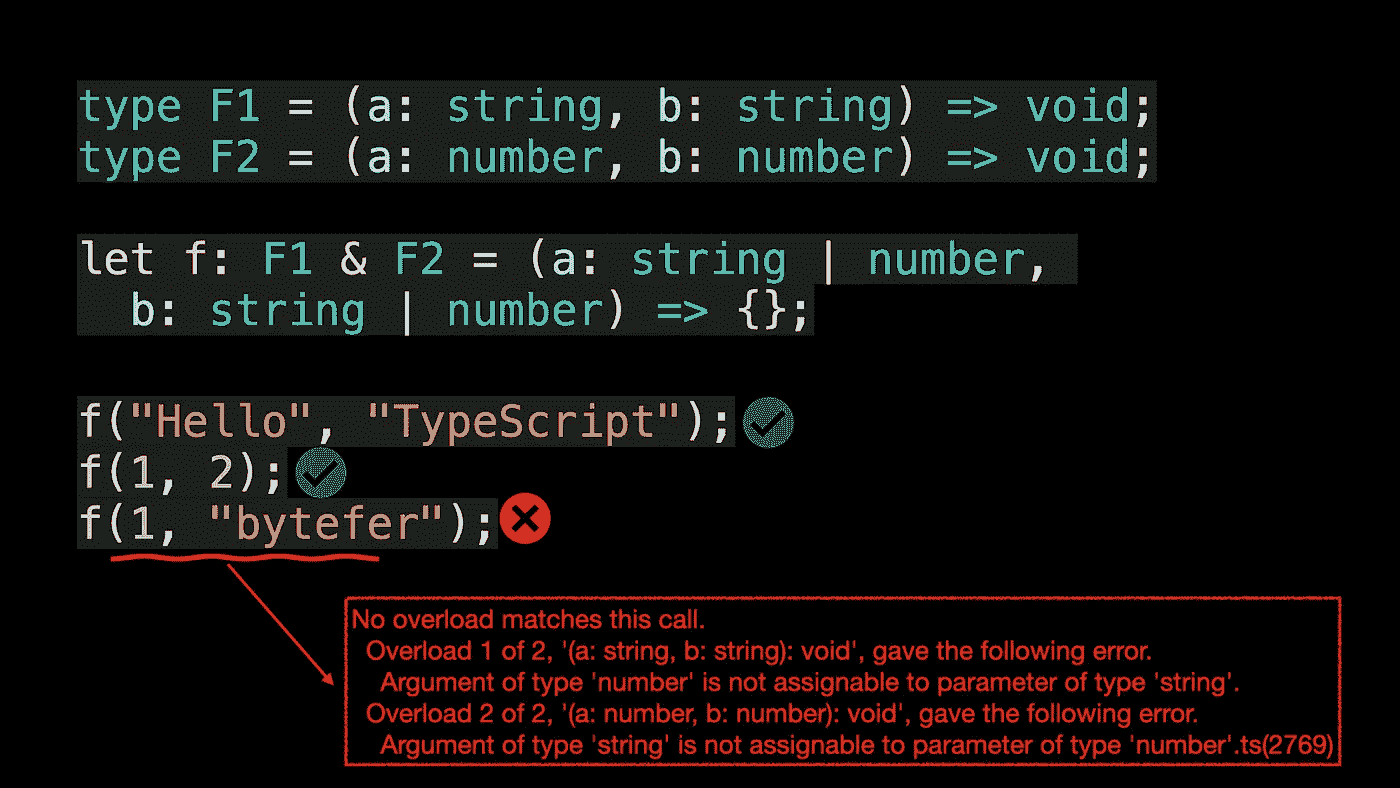 type F1 = (a: string, b: string) => void;
type F2 = (a: number, b: number) => void;
let f: F1 & F2 = (a: string | number,
b: string | number) => {};
f("Hello", "TypeScript");
f(1, 2);
f(1, "bytefer");
No overload matches this call.
Overload 1 of 2, '(a: string, b: string): void', gave the following error.
Argument of type 'number' is not assignable to parameter of type 'string'.
Overload 2 of 2, '(a: number, b: number): void', gave the following error.
Argument of type 'string' is not assignable to parameter of type 'number'.ts(2769)